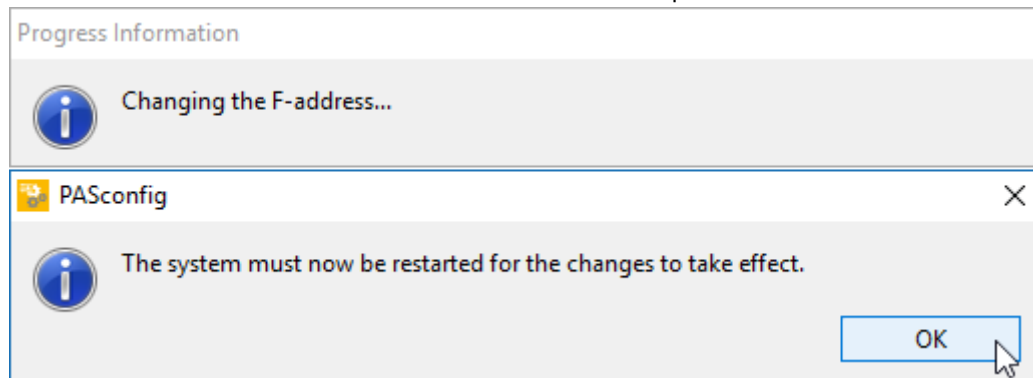 Progress Information
Changing the F-address...
PASconfig
The system must now be restarted for the changes to take effect.
OK